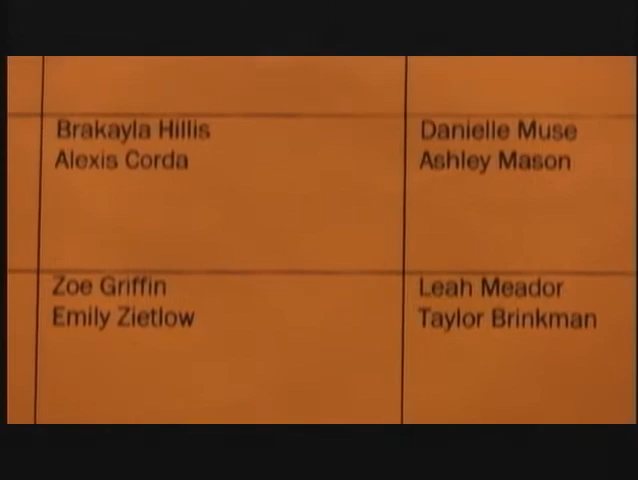 Brakayla Hillis
Alexis Corda
Danielle Muse
Ashley Mason
Zoe Griffin
Emily Zietlow
Leah Meador
Taylor Brinkman